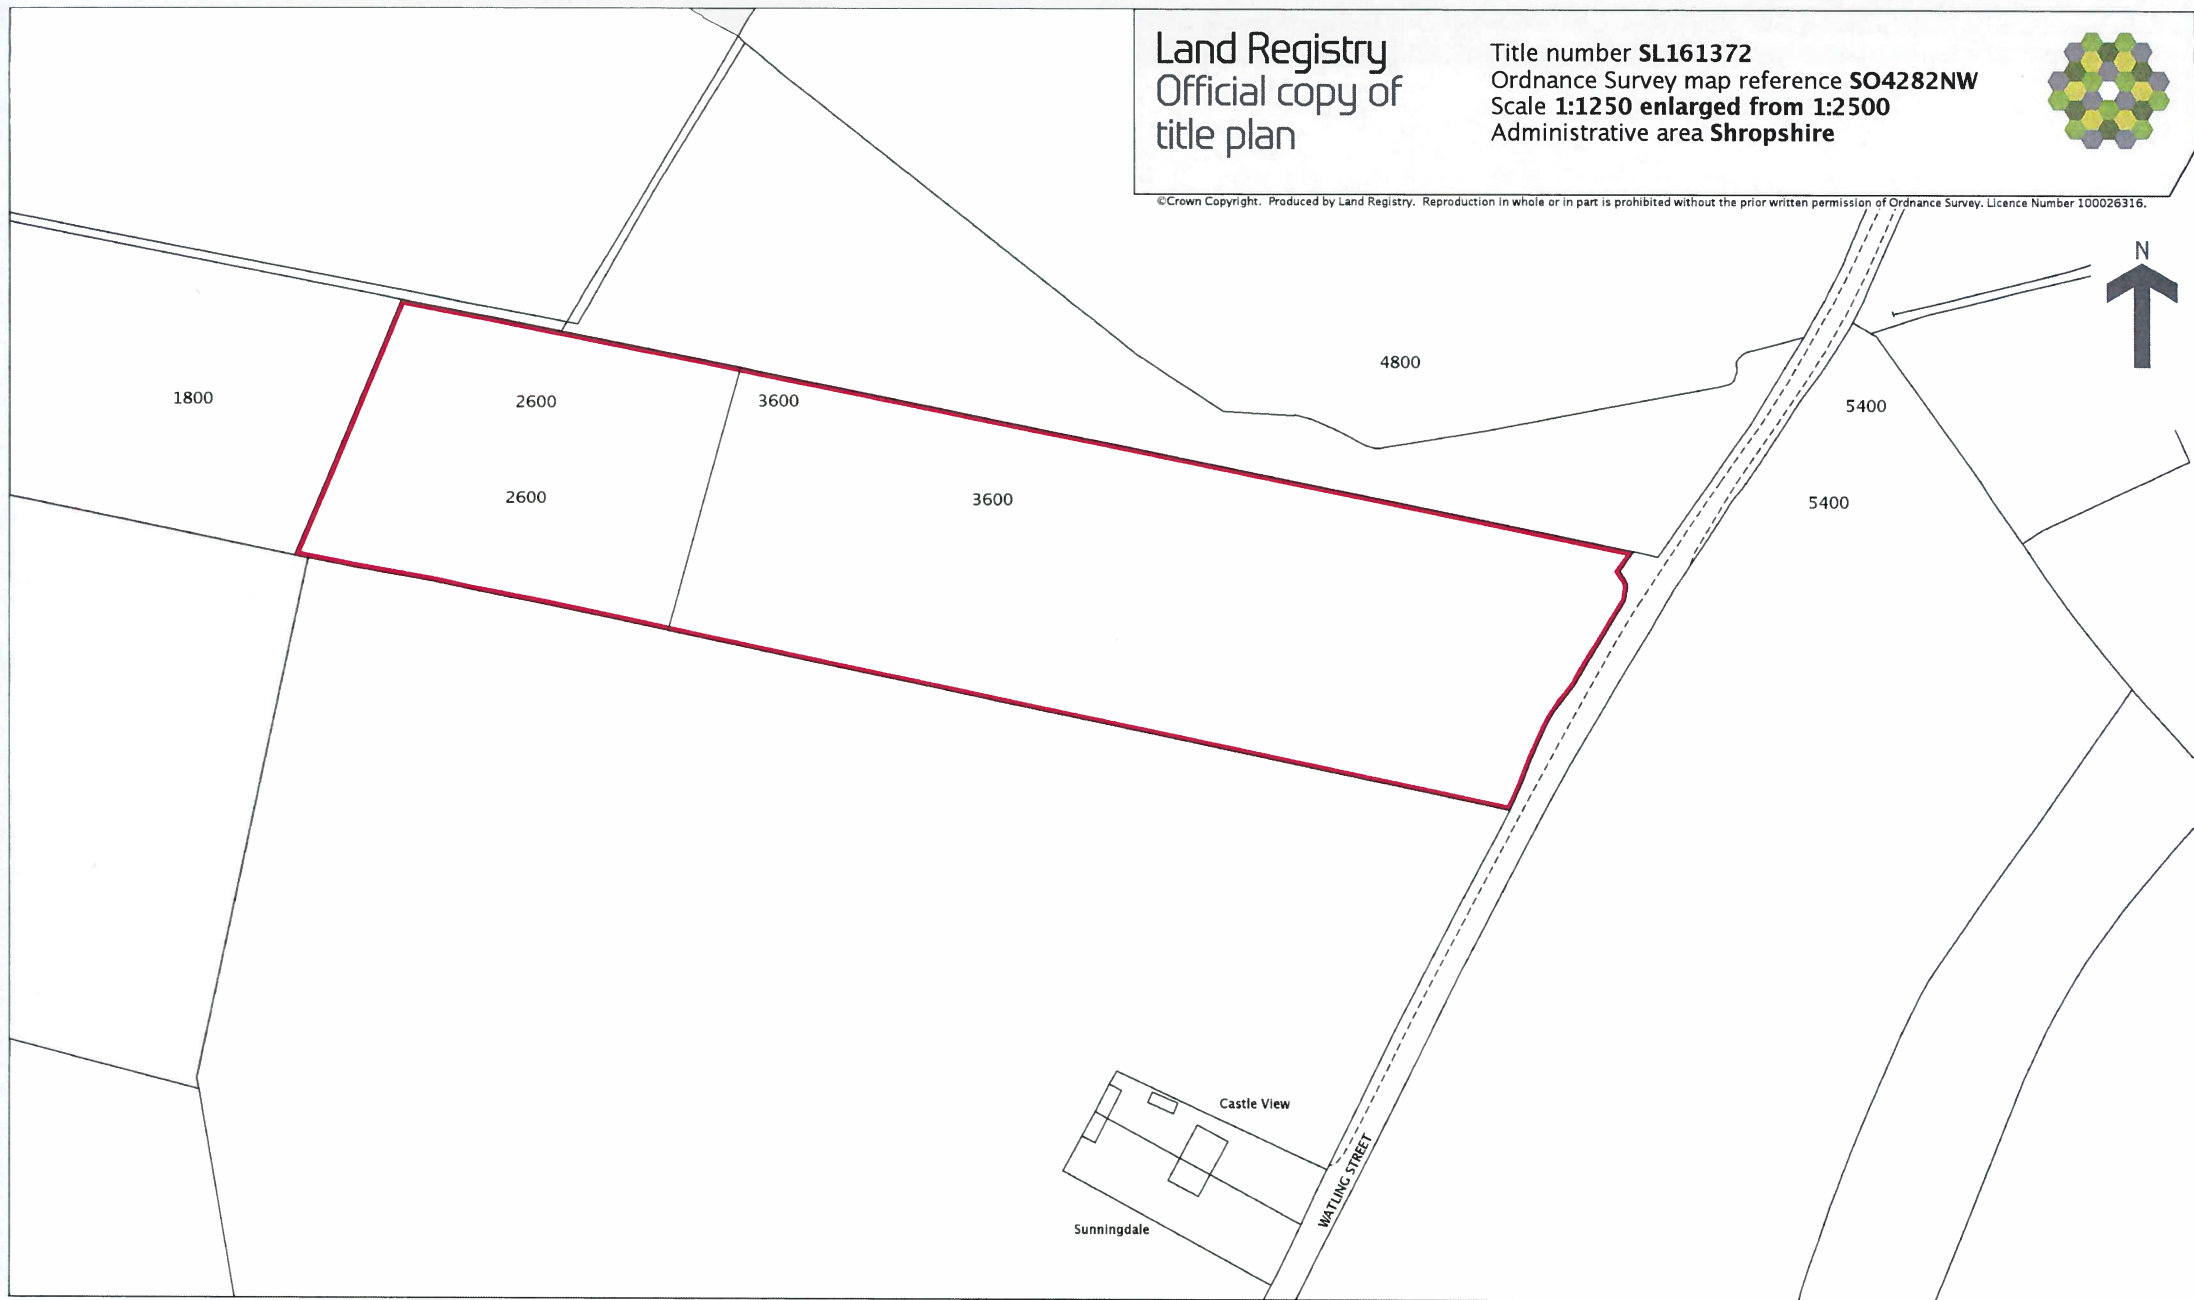 Land Registry
Official copy of
title plan
Title number SL161372
Ordnance Survey map reference SO4282NW
Scale 1:1250 enlarged from 1:2500
Administrative area Shropshire
©Crown Copyright. Produced by Land Registry. Reproduction in whole or in part is prohibited without the prior written permission of Ordnance Survey. Licence Number 100026316.
N
4800
1800
2600
3600
5400
2600
3600
5400
Castle View
WATLING STREET
Sunningdale